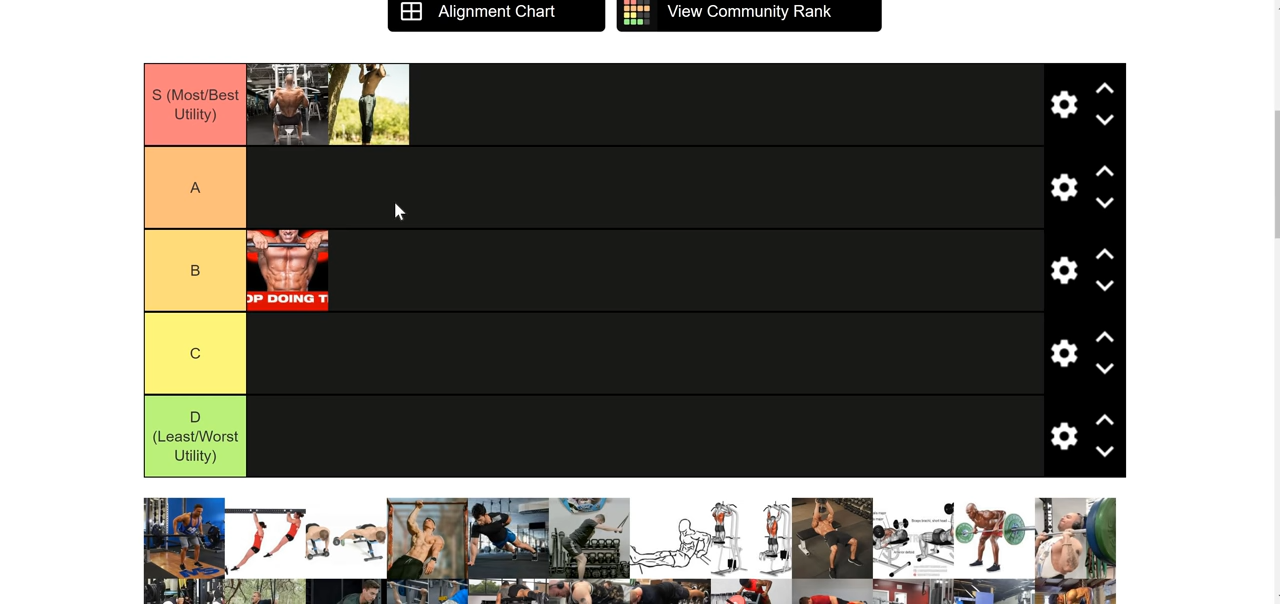 Alignment Chart
View Community Rank
S (Most/Best
Utility)
A
B
OP DOING T
C
D
(Least/Worst
Utility)